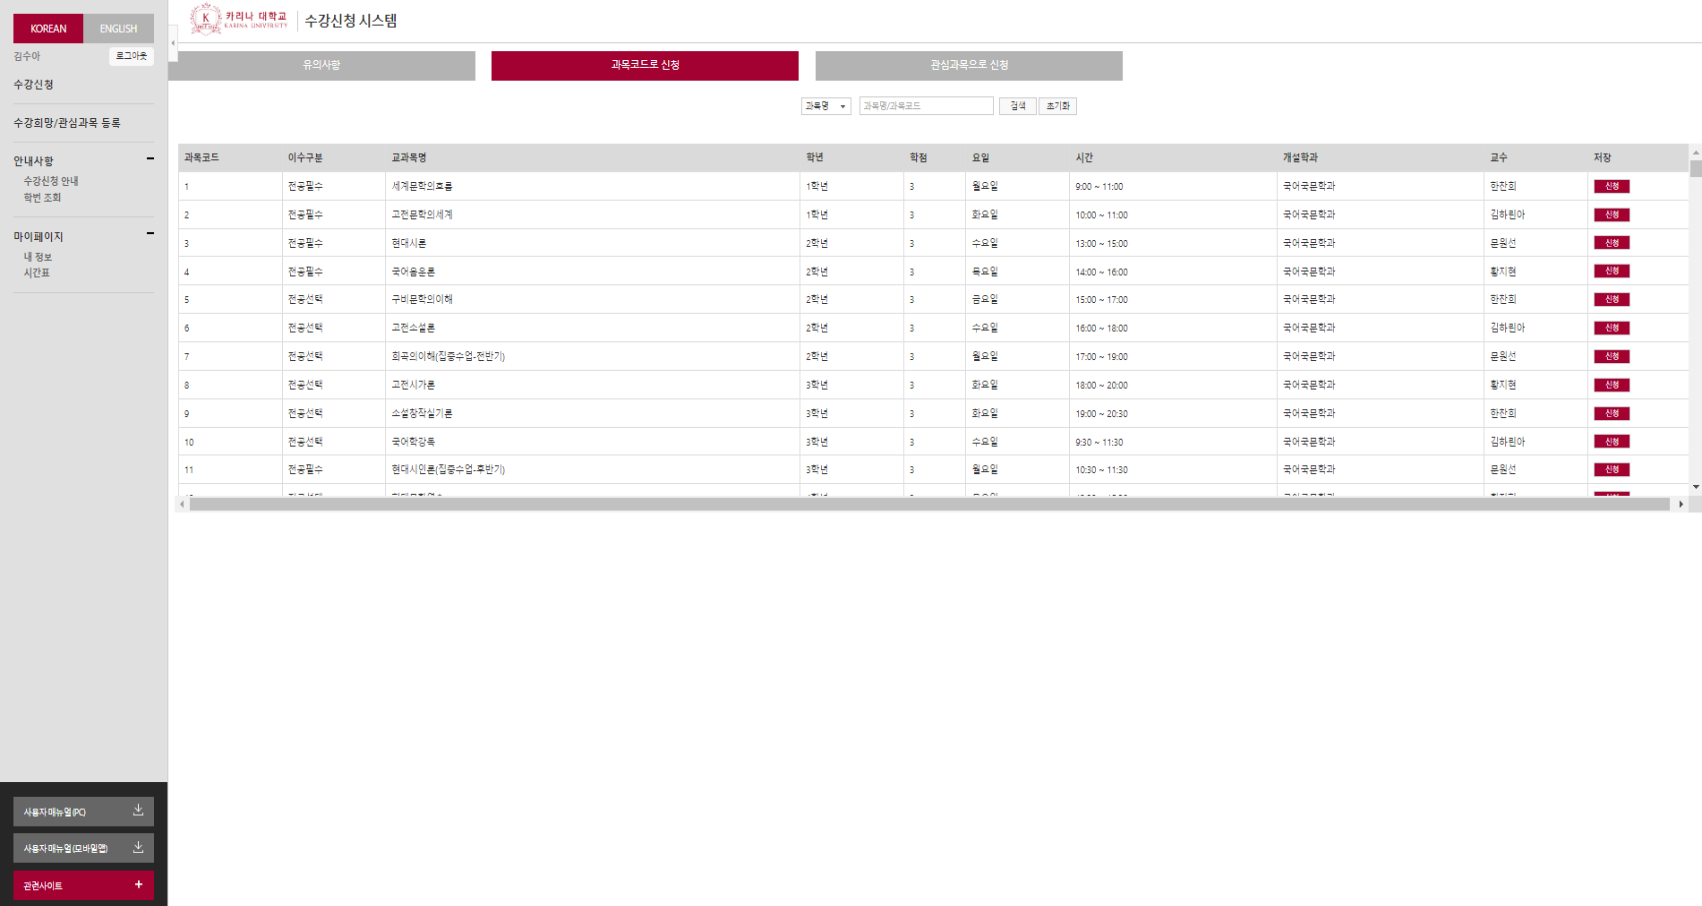 KOREAN ENGLISH
김수아 로그아웃
수강신청
수강희망/관심과목 등록
안내사항
수강신청 안내
학번 조회
마이페이지
내 정보
시간표
사용자매뉴얼(PC)
사용자매뉴얼(모바일앱)
관련사이트
K 카리나 대학교
KARINA UNIVERSITY
수강신청 시스템
유의사항 과목코드로 신청 관심과목으로 신청
과목명 과목명/과목코드 검색 초기화
과목코드 이수구분 교과목명 학년 학점 요일 시간 개설학과 교수 저장
1 전공필수 세계문학의흐름 1학년 3 월요일 9:00 ~ 11:00 국어국문학과 한찬희 신청
2 전공필수 고전문학의세계 1학년 3 화요일 10:00 ~ 11:00 국어국문학과 김하린아 신청
3 전공필수 현대시론 2학년 3 수요일 13:00 ~ 15:00 국어국문학과 문원선 신청
4 전공필수 국어음운론 2학년 3 목요일 14:00 ~ 16:00 국어국문학과 황지현 신청
5 전공선택 구비문학의이해 2학년 3 금요일 15:00 ~ 17:00 국어국문학과 한찬희 신청
6 전공선택 고전소설론 2학년 3 수요일 16:00 ~ 18:00 국어국문학과 김하린아 신청
7 전공선택 희곡의이해(집중수업-전반기) 2학년 3 월요일 17:00 ~ 19:00 국어국문학과 문원선 신청
8 전공선택 고전시가론 3학년 3 화요일 18:00 ~ 20:00 국어국문학과 황지현 신청
9 전공선택 소설창작실기론 3학년 3 화요일 19:00 ~ 20:30 국어국문학과 한찬희 신청
10 전공선택 국어학강독 3학년 3 수요일 9:30 ~ 11:30 국어국문학과 김하린아 신청
11 전공필수 현대시인론(집중수업-후반기) 3학년 3 월요일 10:30 ~ 11:30 국어국문학과 문원선 신청